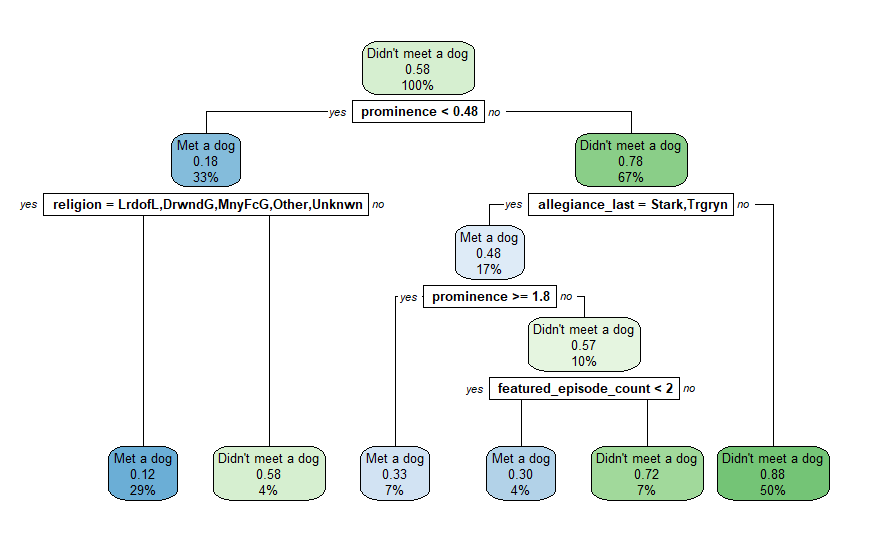 Didn't meet a dog
0.58
100%
yes prominence < 0.48 no
Met a dog
0.18
33%
Didn't meet a dog
0.78
67%
yes religion = LrdofL,DrwndG,MnyFcG,Other,Unknwn no
yes allegiance_last = Stark,Trgryn no
Met a dog
0.48
17%
yes prominence >= 1.8 no
Didn't meet a dog
0.57
10%
yes featured_episode_count < 2 no
Met a dog
0.12
29%
Didn't meet a dog
0.58
4%
Met a dog
0.33
7%
Met a dog
0.30
4%
Didn't meet a dog
0.72
7%
Didn't meet a dog
0.88
50%